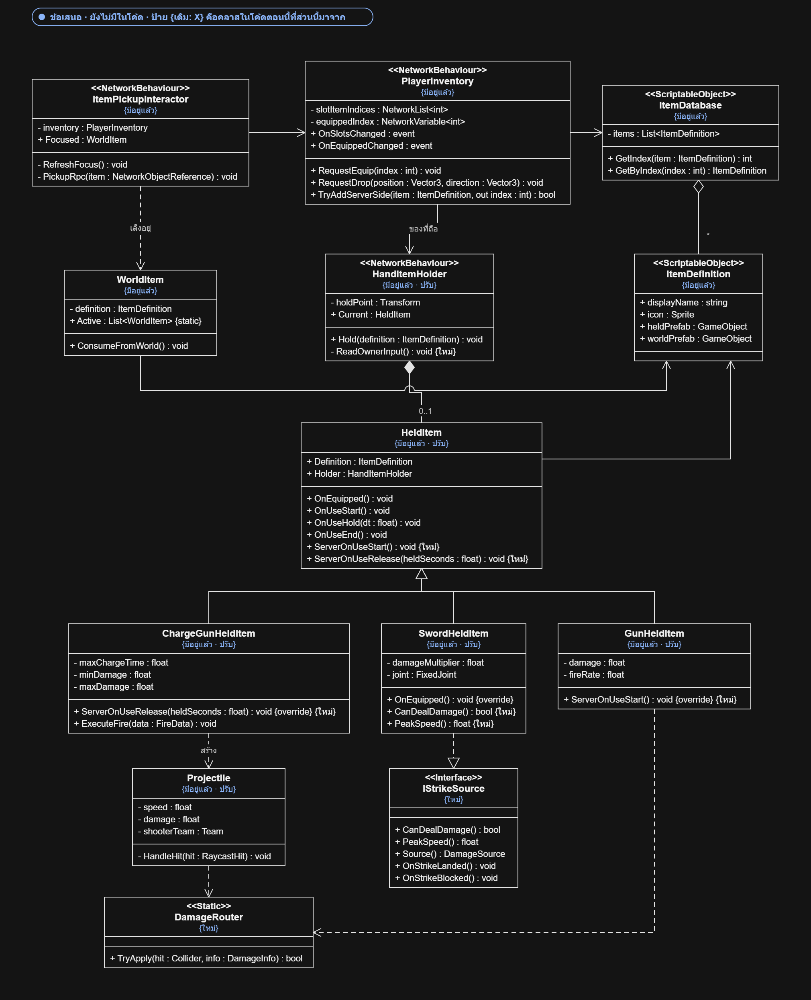 ข้อเสนอ · ยังไม่มีในโค้ด · ป้าย {เดิม: X} คือคลาสในโค้ดตอนนี้ที่ส่วนนี้มาจาก
<<NetworkBehaviour>>
ItemPickupInteractor
{มีอยู่แล้ว}
- inventory : PlayerInventory
+ Focused : WorldItem
- RefreshFocus() : void
- PickupRpc(item : NetworkObjectReference) : void
<<NetworkBehaviour>>
PlayerInventory
{มีอยู่แล้ว}
- slotItemIndices : NetworkList<int>
- equippedIndex : NetworkVariable<int>
+ OnSlotsChanged : event
+ OnEquippedChanged : event
+ RequestEquip(index : int) : void
+ RequestDrop(position : Vector3, direction : Vector3) : void
+ TryAddServerSide(item : ItemDefinition, out index : int) : bool
<<ScriptableObject>>
ItemDatabase
{มีอยู่แล้ว}
- items : List<ItemDefinition>
+ GetIndex(item : ItemDefinition) : int
+ GetByIndex(index : int) : ItemDefinition
เล็งอยู่
ของที่ถือ
*
WorldItem
{มีอยู่แล้ว}
- definition : ItemDefinition
+ Active : List<WorldItem> {static}
+ ConsumeFromWorld() : void
<<NetworkBehaviour>>
HandItemHolder
{มีอยู่แล้ว · ปรับ}
- holdPoint : Transform
+ Current : HeldItem
+ Hold(definition : ItemDefinition) : void
- ReadOwnerInput() : void {ใหม่}
<<ScriptableObject>>
ItemDefinition
{มีอยู่แล้ว}
+ displayName : string
+ icon : Sprite
+ heldPrefab : GameObject
+ worldPrefab : GameObject
0..1
HeldItem
{มีอยู่แล้ว · ปรับ}
+ Definition : ItemDefinition
+ Holder : HandItemHolder
+ OnEquipped() : void
+ OnUseStart() : void
+ OnUseHold(dt : float) : void
+ OnUseEnd() : void
+ ServerOnUseStart() : void {ใหม่}
+ ServerOnUseRelease(heldSeconds : float) : void {ใหม่}
ChargeGunHeldItem
{มีอยู่แล้ว · ปรับ}
- maxChargeTime : float
- minDamage : float
- maxDamage : float
+ ServerOnUseRelease(heldSeconds : float) : void {override} {ใหม่}
+ ExecuteFire(data : FireData) : void
SwordHeldItem
{มีอยู่แล้ว · ปรับ}
- damageMultiplier : float
- joint : FixedJoint
+ OnEquipped() : void {override}
+ CanDealDamage() : bool {ใหม่}
+ PeakSpeed() : float {ใหม่}
GunHeldItem
{มีอยู่แล้ว · ปรับ}
- damage : float
- fireRate : float
+ ServerOnUseStart() : void {override} {ใหม่}
สร้าง
Projectile
{มีอยู่แล้ว · ปรับ}
- speed : float
- damage : float
- shooterTeam : Team
- HandleHit(hit : RaycastHit) : void
<<Interface>>
IStrikeSource
{ใหม่}
+ CanDealDamage() : bool
+ PeakSpeed() : float
+ Source() : DamageSource
+ OnStrikeLanded() : void
+ OnStrikeBlocked() : void
<<Static>>
DamageRouter
{ใหม่}
+ TryApply(hit : Collider, info : DamageInfo) : bool